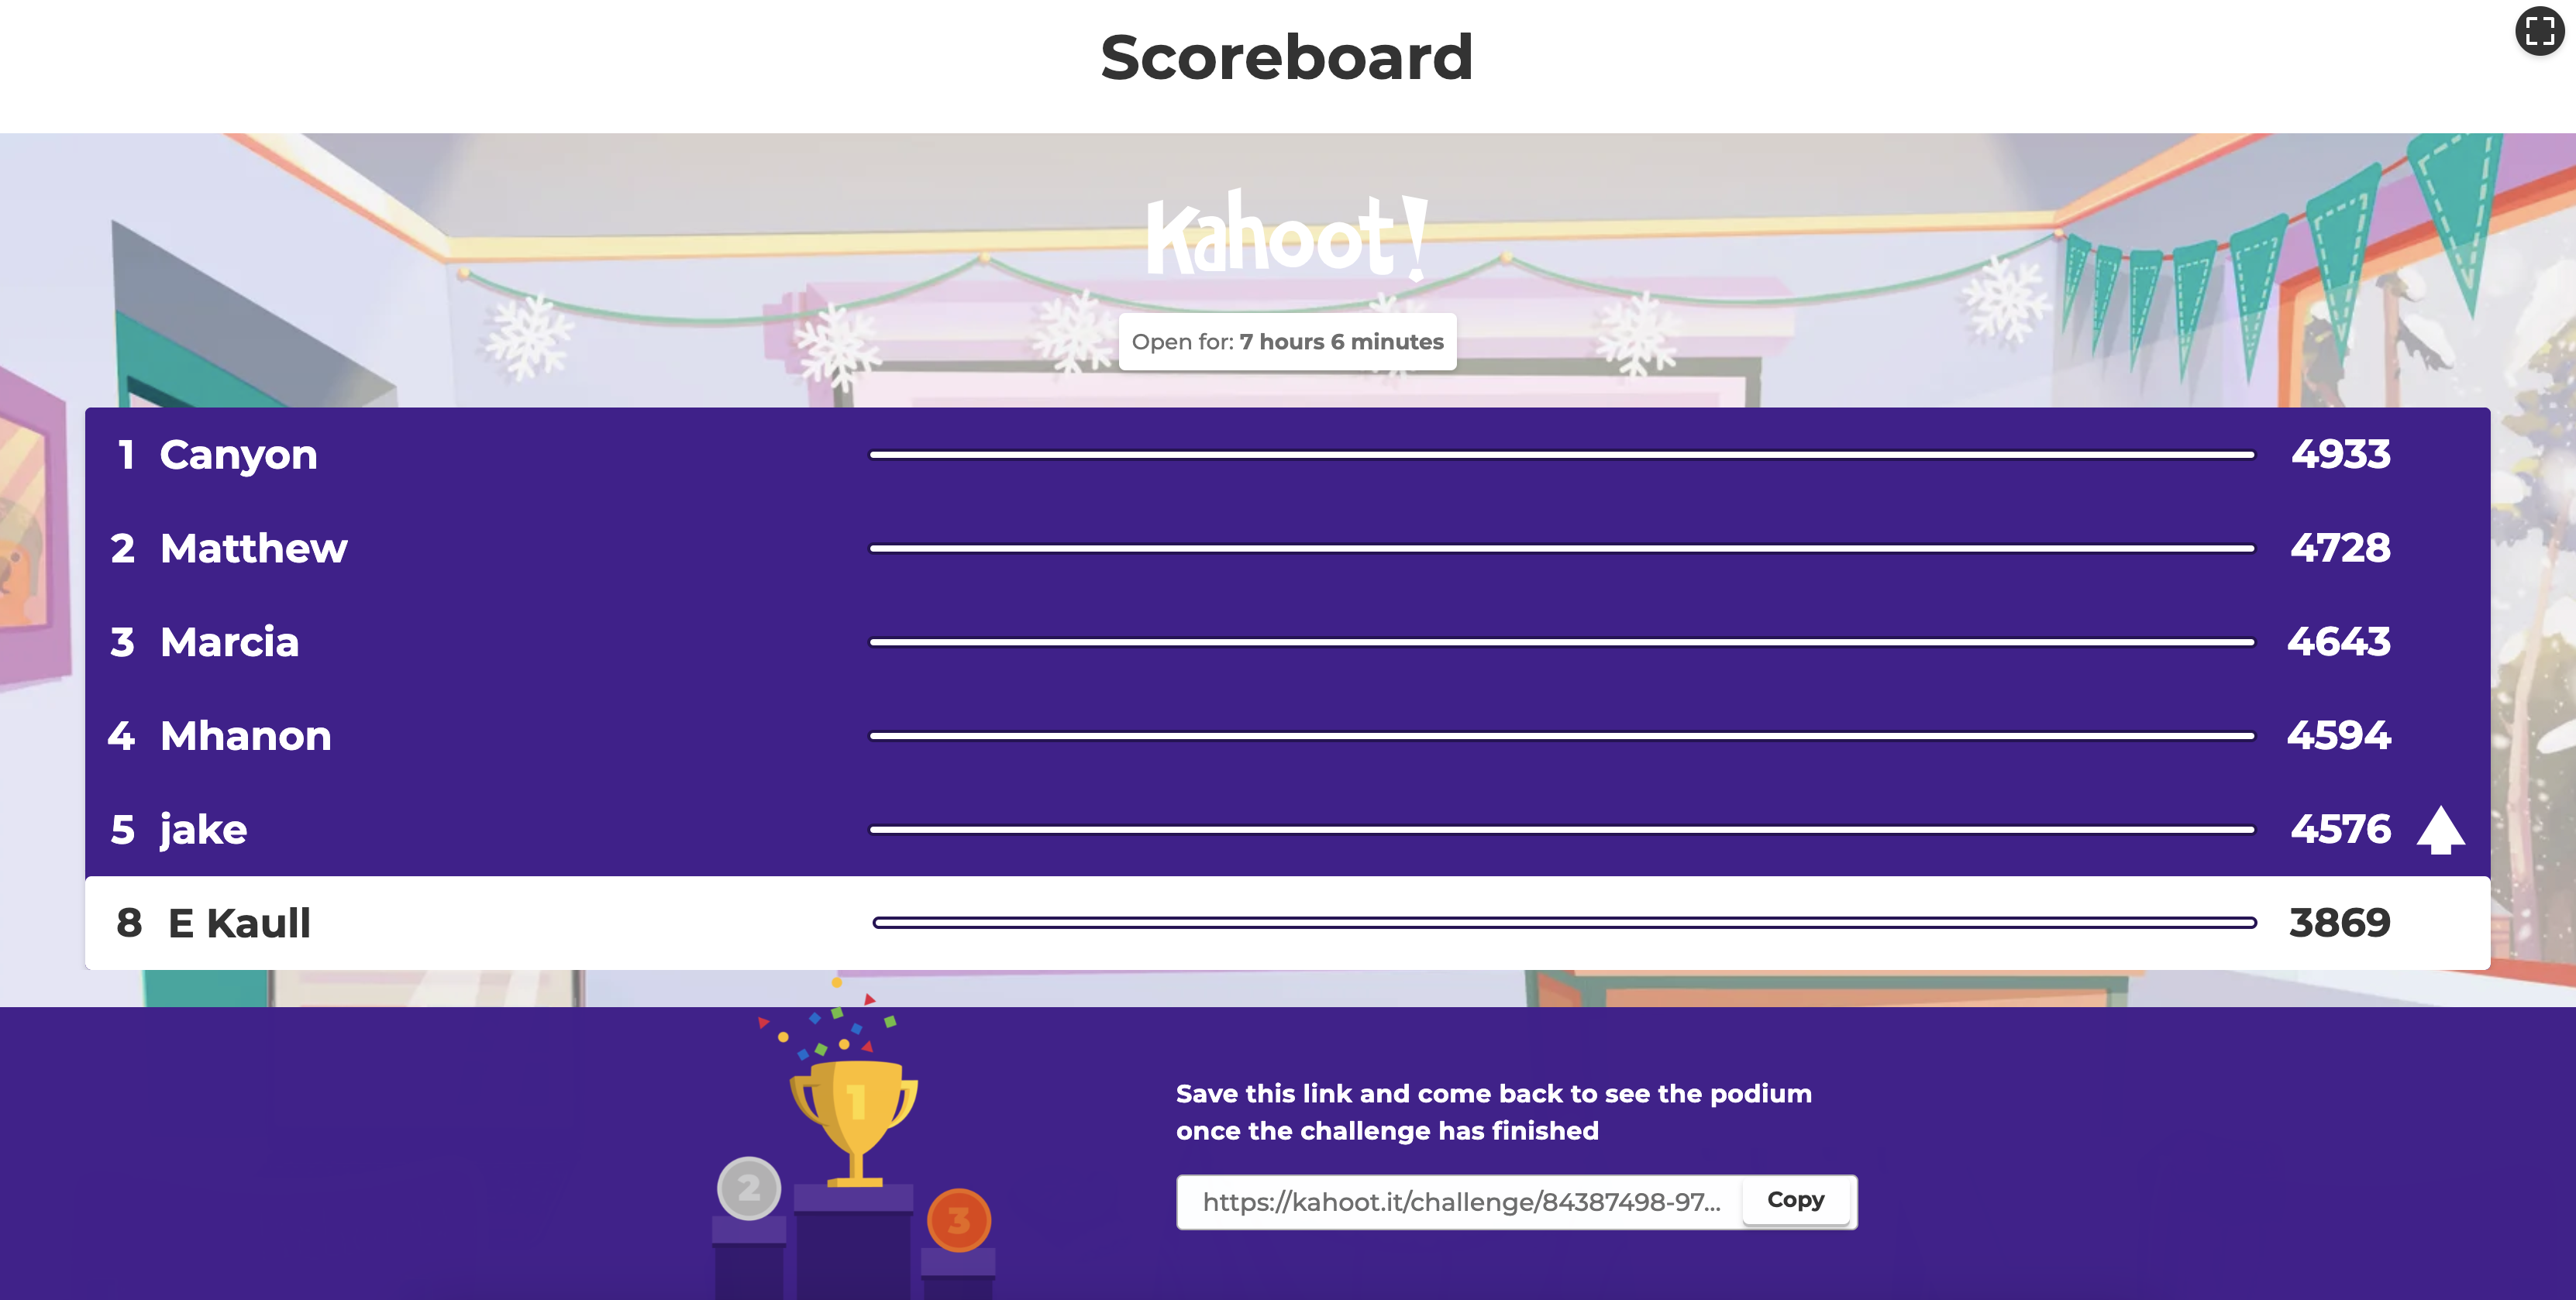 Scoreboard
Kahoot!
Open for: 7 hours 6 minutes
1 Canyon 4933
2 Matthew 4728
3 Marcia 4643
4 Mhanon 4594
5 jake 4576
8 E Kaull 3869
1
2
3
Save this link and come back to see the podium
once the challenge has finished
https://kahoot.it/challenge/84387498-97... Copy